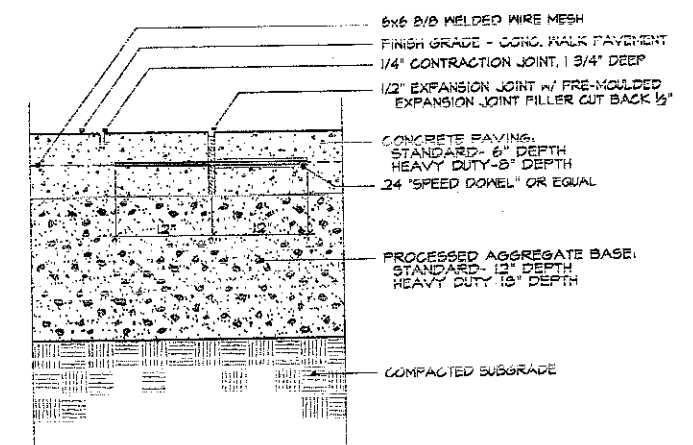 6x6 8/8 WELDED WIRE MESH
FINISH GRADE - CONC. WALK PAVEMENT
1/4" CONTRACTION JOINT, 1 3/4" DEEP
1/2" EXPANSION JOINT w/ PRE-MOULDED
EXPANSION JOINT FILLER CUT BACK ½"
CONCRETE PAVING:
STANDARD- 6" DEPTH
HEAVY DUTY-8" DEPTH
24 "SPEED DOWEL" OR EQUAL
12" 12"
PROCESSED AGGREGATE BASE:
STANDARD- 12" DEPTH
HEAVY DUTY 18" DEPTH
COMPACTED SUBGRADE